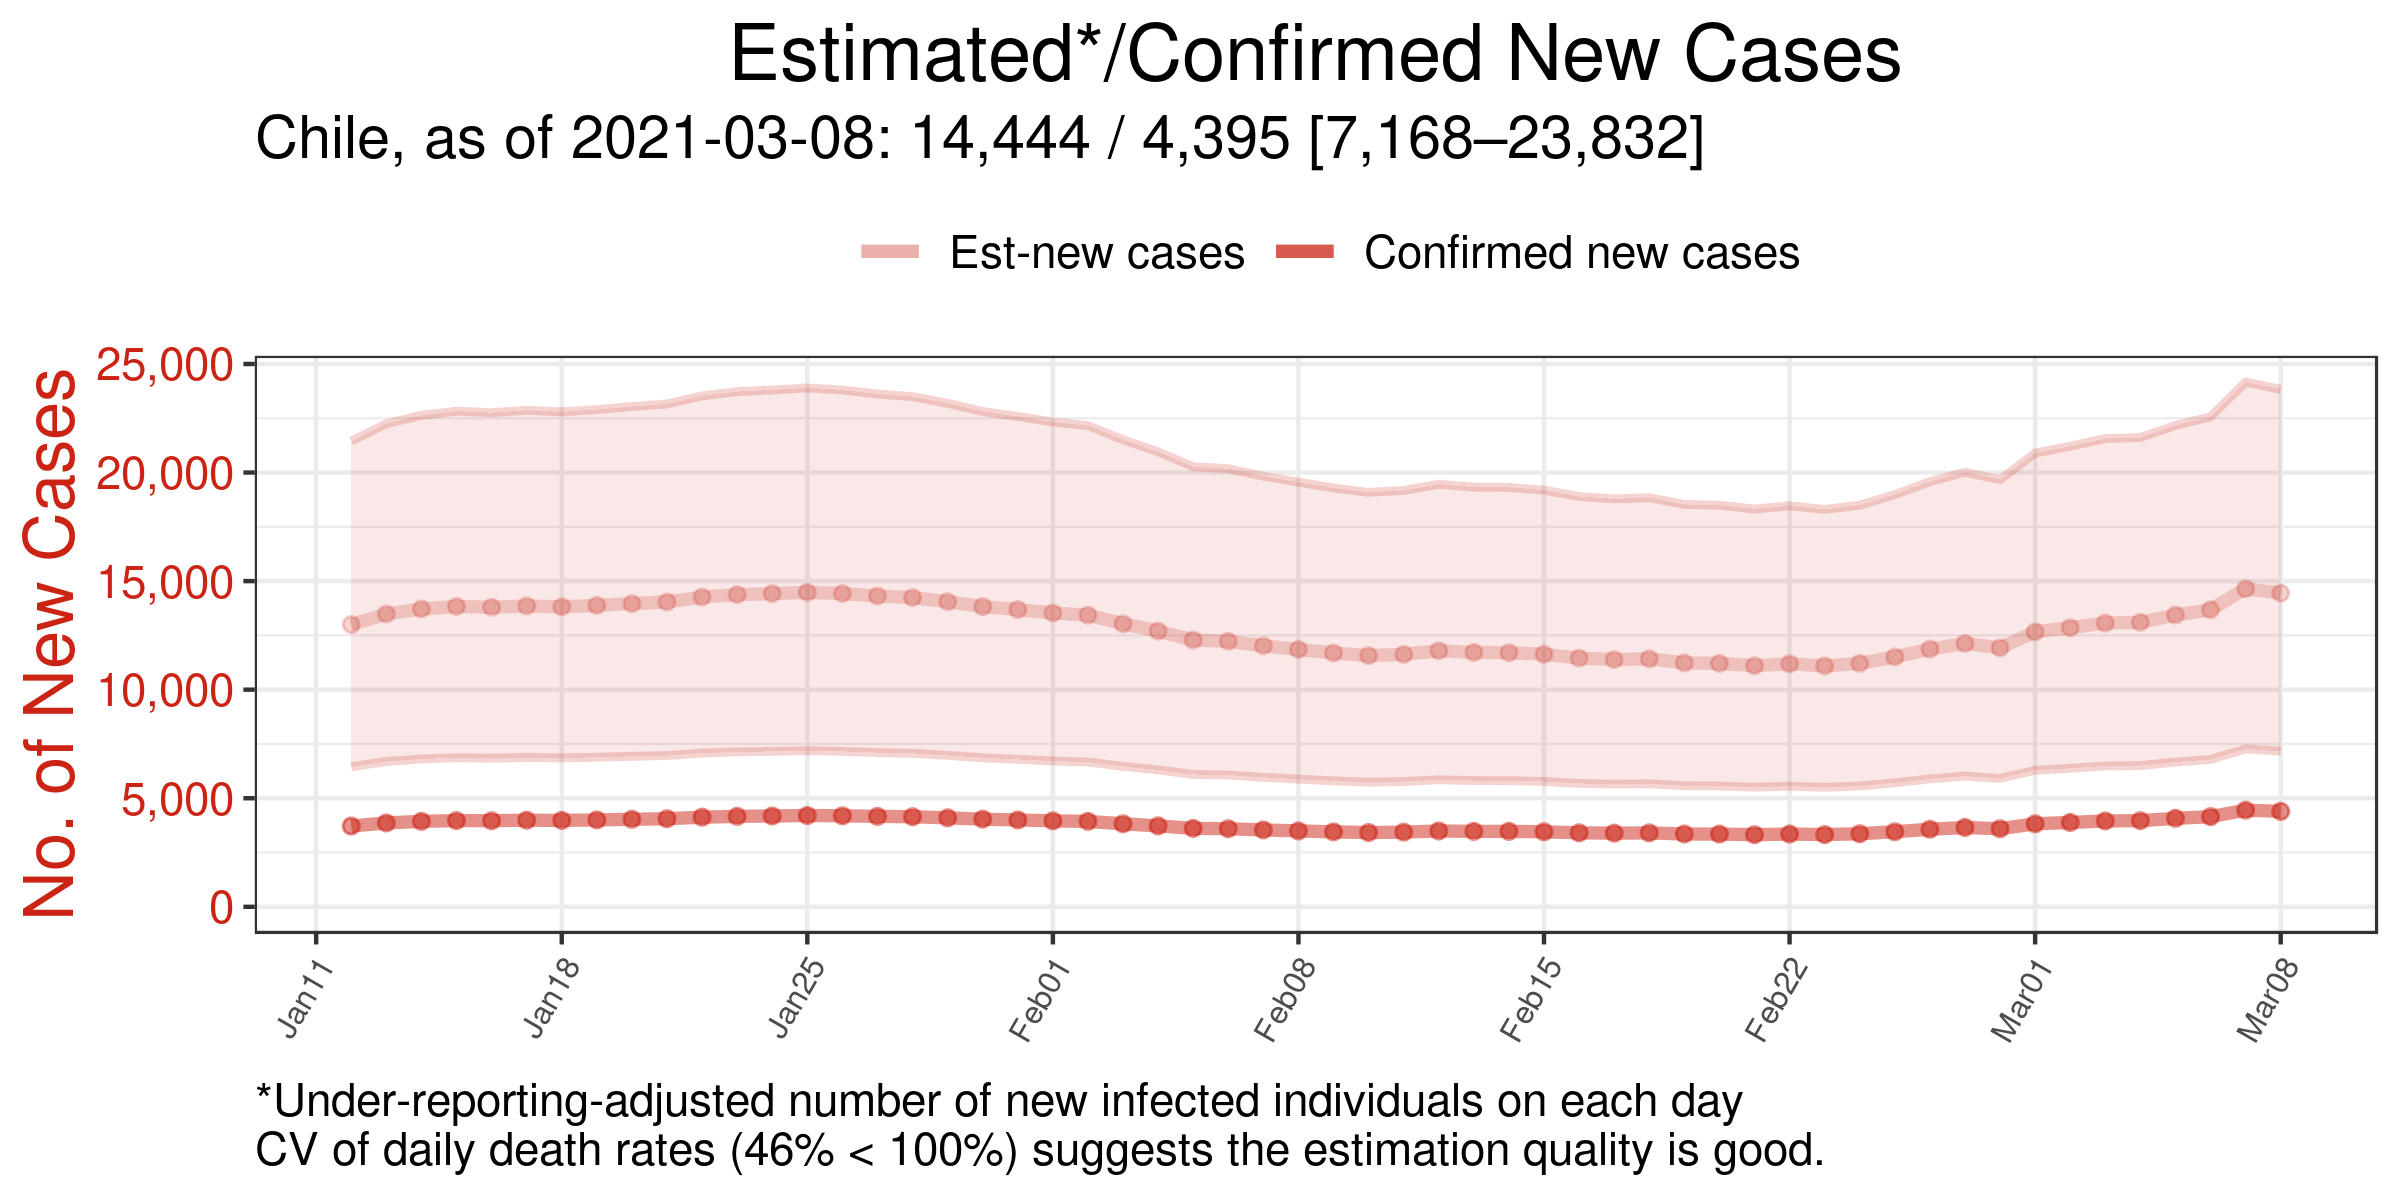 Estimated*/Confirmed New Cases
Chile, as of 2021-03-08: 14,444 / 4,395 [7,168–23,832]
Est-new cases
Confirmed new cases
No. of New Cases
25,000
20,000
15,000
10,000
5,000
0
Jan11
Jan18
Jan25
Feb01
Feb08
Feb15
Feb22
Mar01
Mar08
*Under-reporting-adjusted number of new infected individuals on each day
CV of daily death rates (46% < 100%) suggests the estimation quality is good.